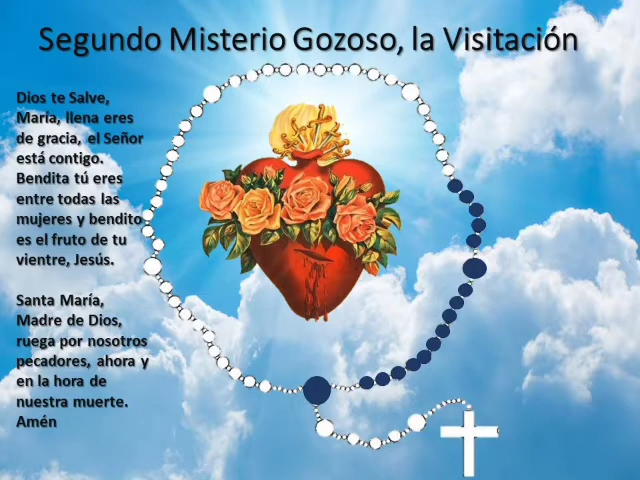 Segundo Misterio Gozoso, la Visitación
Dios te Salve,
María, llena eres
de gracia, el Señor
está contigo.
Bendita tú eres
entre todas las
mujeres y bendito
es el fruto de tu
vientre, Jesús.
Santa María,
Madre de Dios,
ruega por nosotros
pecadores, ahora y
en la hora de
nuestra muerte.
Amén